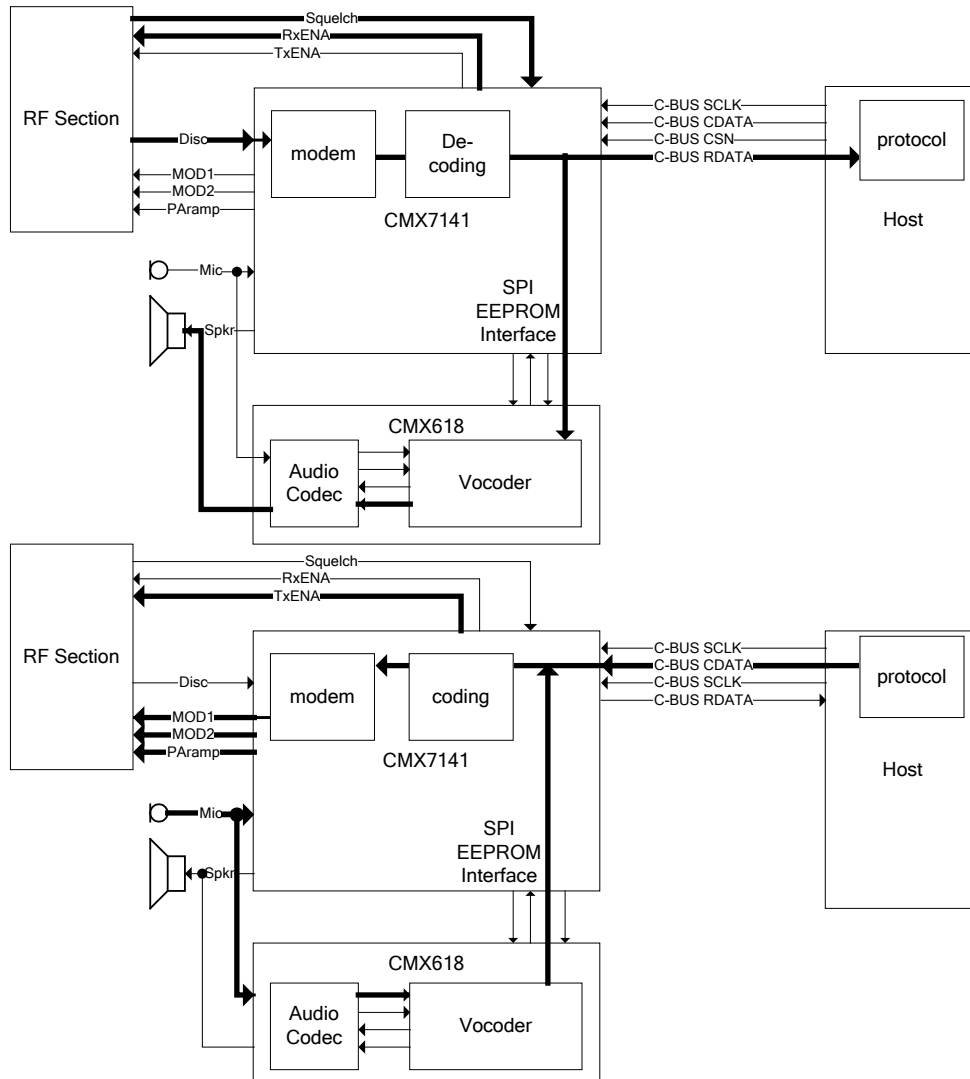 Squelch
RxENA
TxENA
RF Section
Disc
MOD1
MOD2
PAramp
modem
De-
coding
CMX7141
C-BUS SCLK
C-BUS CDATA
C-BUS CSN
C-BUS RDATA
protocol
Host
Mic
Spkr
SPI
EEPROM
Interface
CMX618
Audio
Codec
Vocoder
Squelch
RxENA
TxENA
RF Section
Disc
MOD1
MOD2
PAramp
modem
coding
CMX7141
C-BUS SCLK
C-BUS CDATA
C-BUS SCLK
C-BUS RDATA
protocol
Host
Mic
Spkr
SPI
EEPROM
Interface
CMX618
Audio
Codec
Vocoder